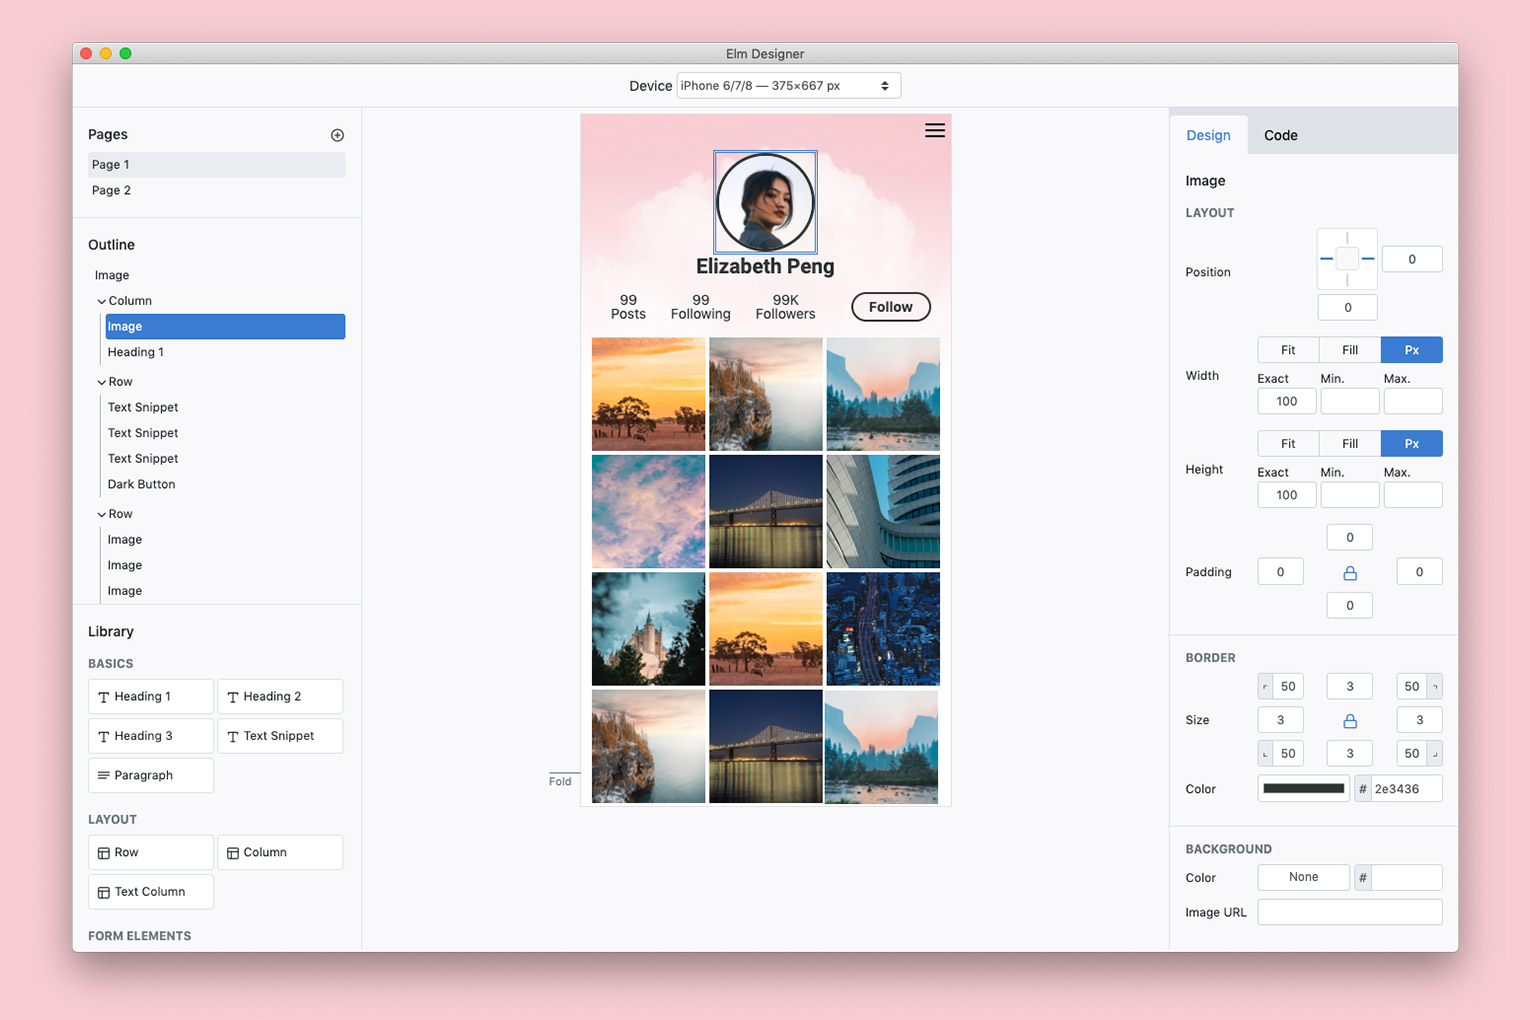 Elm Designer
Device iPhone 6/7/8 — 375×667 px
Pages
Page 1
Page 2
Outline
Image
Column
Image
Heading 1
Row
Text Snippet
Text Snippet
Text Snippet
Dark Button
Row
Image
Image
Image
Library
BASICS
Heading 1 Heading 2
Heading 3 Text Snippet
Paragraph
LAYOUT
Row Column
Text Column
FORM ELEMENTS
Elizabeth Peng
99 99 99K
Posts Following Followers Follow
Fold
Design Code
Image
LAYOUT
Position 0
0
Fit Fill Px
Width
Exact Min. Max.
100
Fit Fill Px
Height
Exact Min. Max.
100
0
Padding 0 0
0
BORDER
50 3 50
Size 3 3
50 3 50
Color # 2e3436
BACKGROUND
Color None #
Image URL